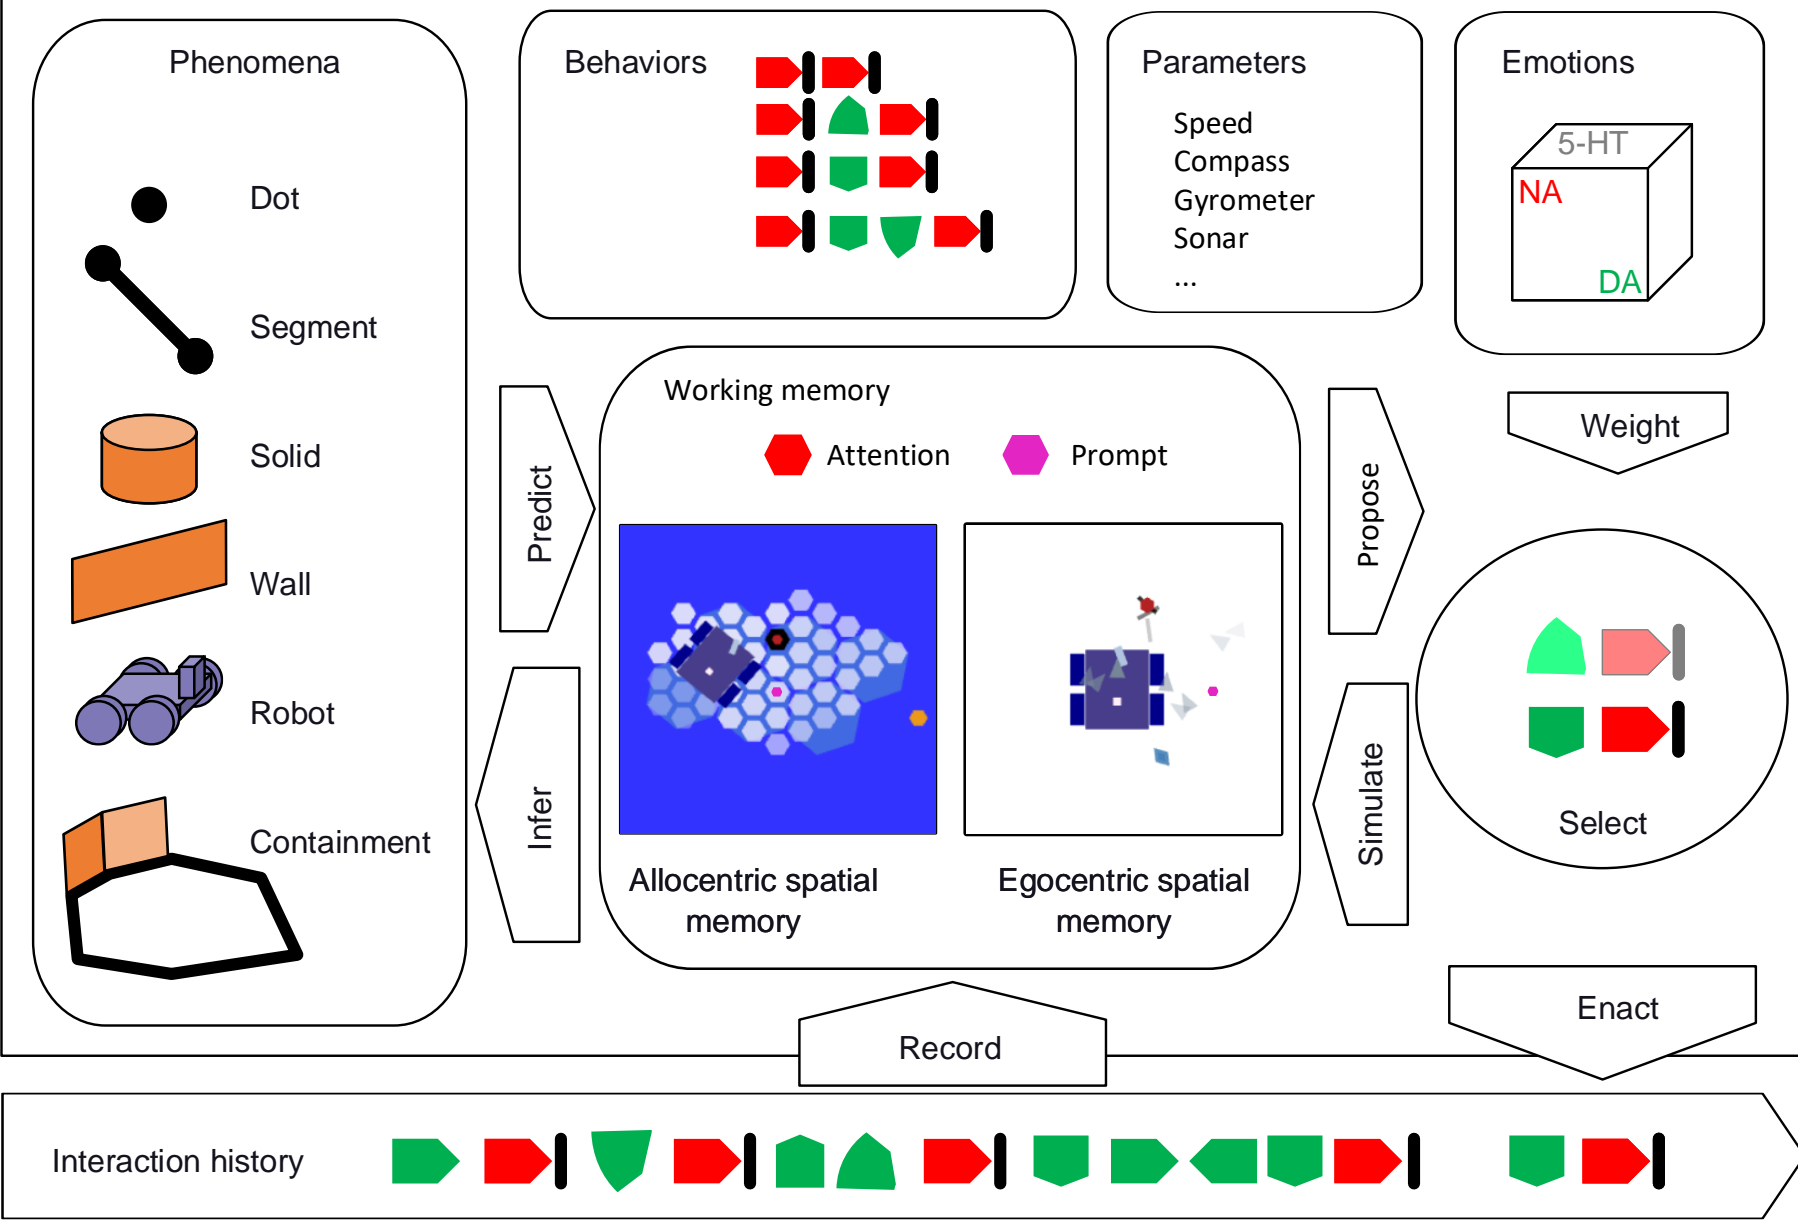 Phenomena
Dot
Segment
Solid
Wall
Robot
Containment
Behaviors
Parameters
Speed
Compass
Gyrometer
Sonar
...
Emotions
5-HT
NA
DA
Predict
Infer
Working memory
Attention
Prompt
Allocentric spatial
memory
Egocentric spatial
memory
Propose
Simulate
Weight
Select
Enact
Record
Interaction history